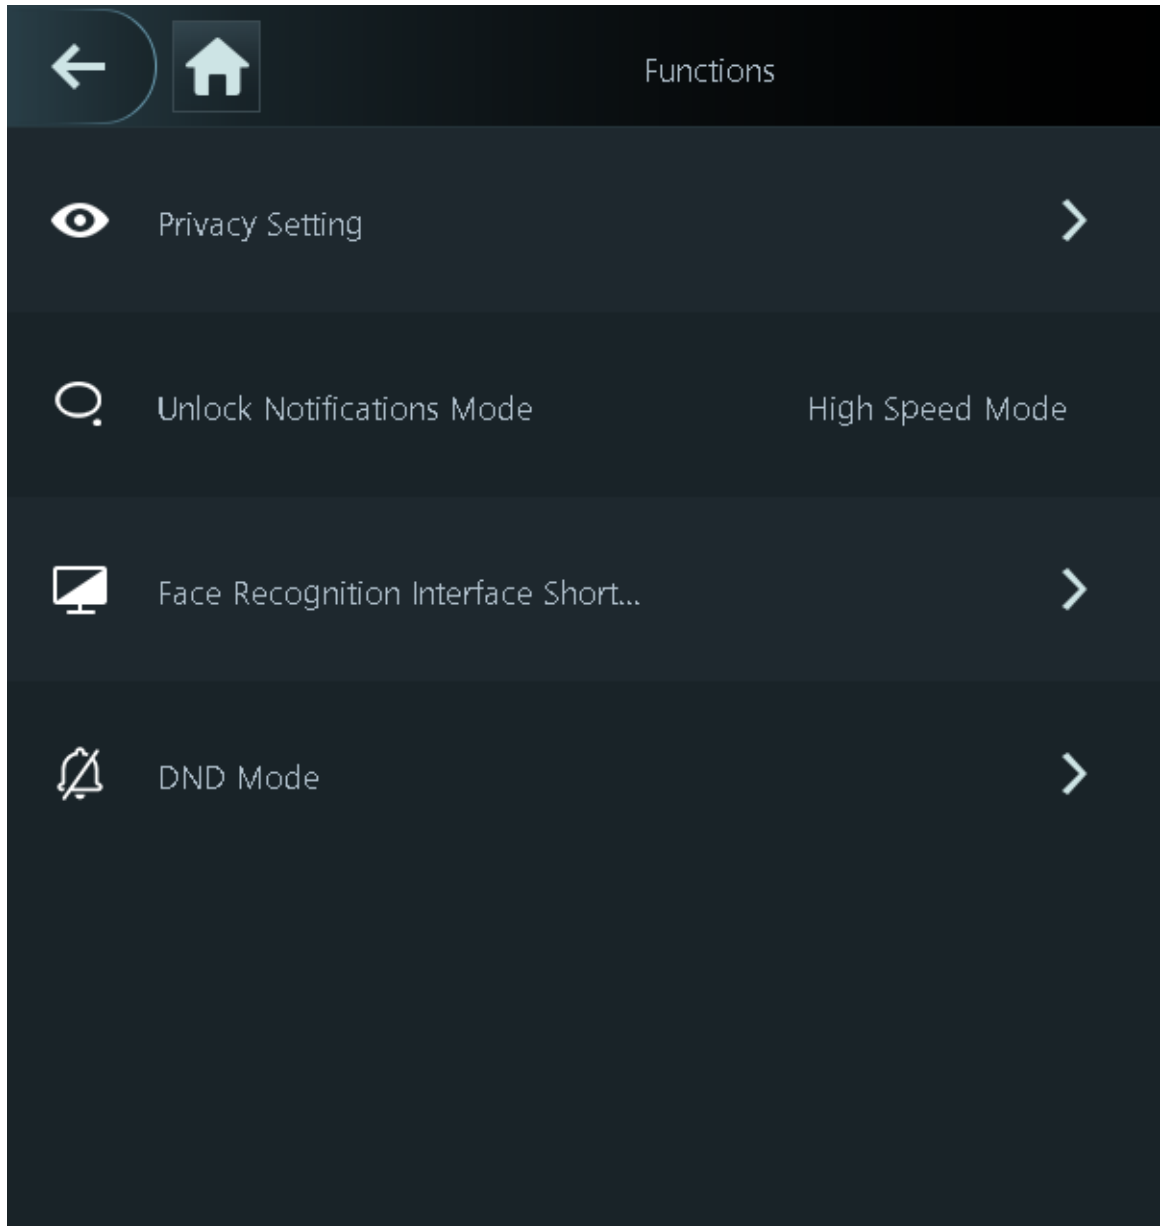 Functions
Privacy Setting
Unlock Notifications Mode High Speed Mode
Face Recognition Interface Short...
DND Mode